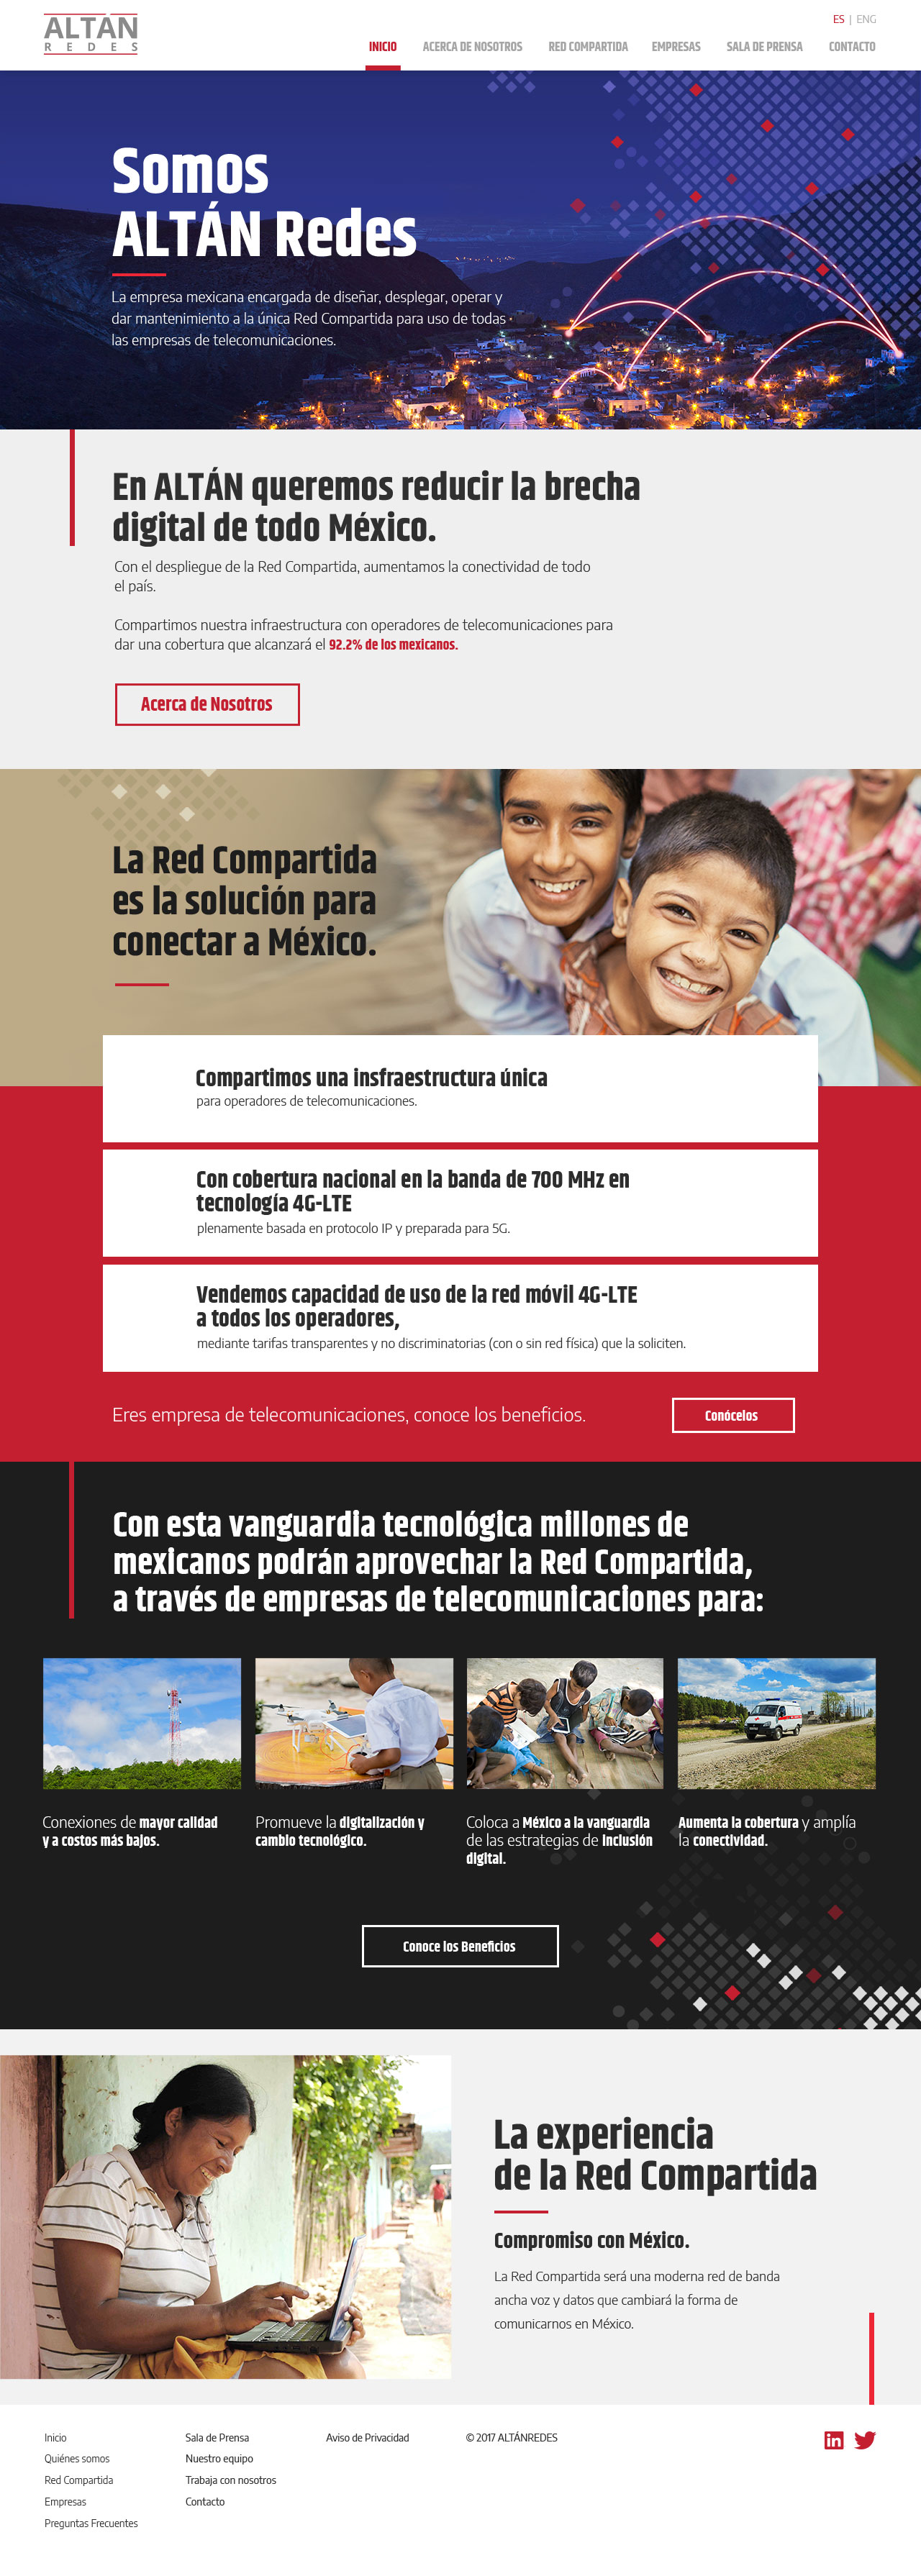 ALTÁN
REDES
ES | ENG
INICIO
ACERCA DE NOSOTROS
RED COMPARTIDA
EMPRESAS
SALA DE PRENSA
CONTACTO
Somos
ALTÁN Redes
La empresa mexicana encargada de diseñar, desplegar, operar y
dar mantenimiento a la única Red Compartida para uso de todas
las empresas de telecomunicaciones.
En ALTÁN queremos reducir la brecha
digital de todo México.
Con el despliegue de la Red Compartida, aumentamos la conectividad de todo
el país.
Compartimos nuestra infraestructura con operadores de telecomunicaciones para
dar una cobertura que alcanzará el 92.2% de los mexicanos.
Acerca de Nosotros
La Red Compartida
es la solución para
conectar a México.
Compartimos una insfraestructura única
para operadores de telecomunicaciones.
Con cobertura nacional en la banda de 700 MHz en
tecnología 4G-LTE
plenamente basada en protocolo IP y preparada para 5G.
Vendemos capacidad de uso de la red móvil 4G-LTE
a todos los operadores,
mediante tarifas transparentes y no discriminatorias (con o sin red física) que la soliciten.
Eres empresa de telecomunicaciones, conoce los beneficios.
Conócelos
Con esta vanguardia tecnológica millones de
mexicanos podrán aprovechar la Red Compartida,
a través de empresas de telecomunicaciones para:
Conexiones de mayor calidad
y a costos más bajos.
Promueve la digitalización y
cambio tecnológico.
Coloca a México a la vanguardia
de las estrategias de inclusión
digital.
Aumenta la cobertura y amplía
la conectividad.
Conoce los Beneficios
La experiencia
de la Red Compartida
Compromiso con México.
La Red Compartida será una moderna red de banda
ancha voz y datos que cambiará la forma de
comunicarnos en México.
Inicio
Quiénes somos
Red Compartida
Empresas
Preguntas Frecuentes
Sala de Prensa
Nuestro equipo
Trabaja con nosotros
Contacto
Aviso de Privacidad
© 2017 ALTÁNREDES
in